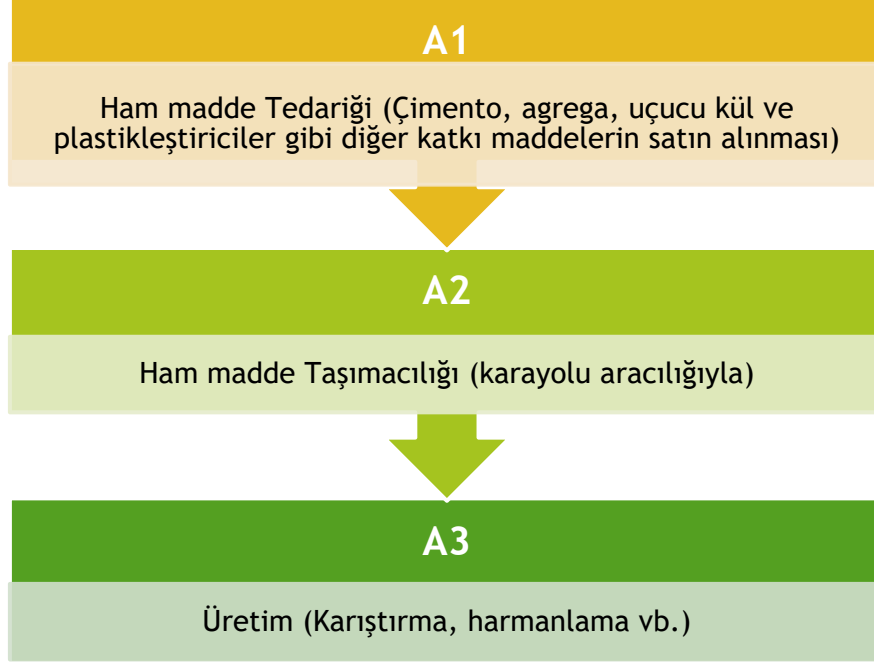 A1
Ham madde Tedariği (Çimento, agrega, uçucu kül ve
plastikleştiriciler gibi diğer katkı maddelerin satın alınması)
A2
Ham madde Taşımacılığı (karayolu aracılığıyla)
A3
Üretim (Karıştırma, harmanlama vb.)